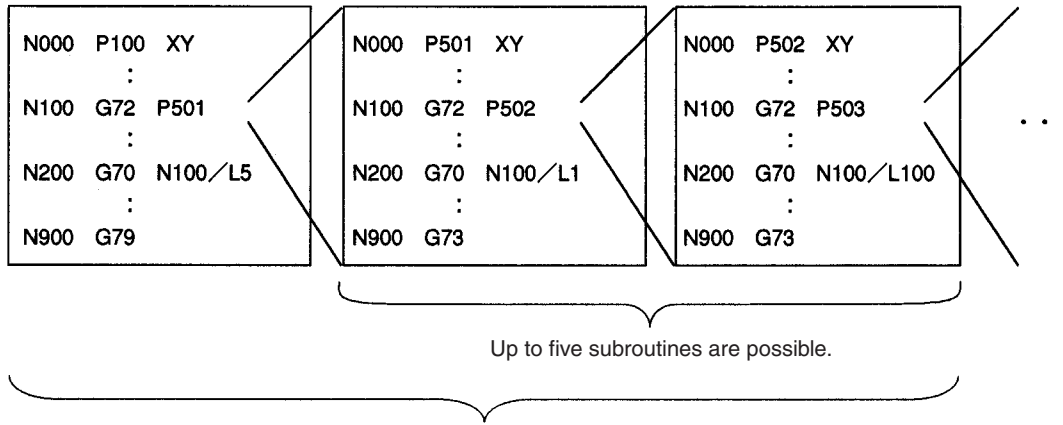 N000 P100 XY
:
N100 G72 P501
:
N200 G70 N100/L5
:
N900 G79
N000 P501 XY
:
N100 G72 P502
:
N200 G70 N100/L1
:
N900 G73
N000 P502 XY
:
N100 G72 P503
:
N200 G70 N100/L100
:
N900 G73
. .
Up to five subroutines are possible.